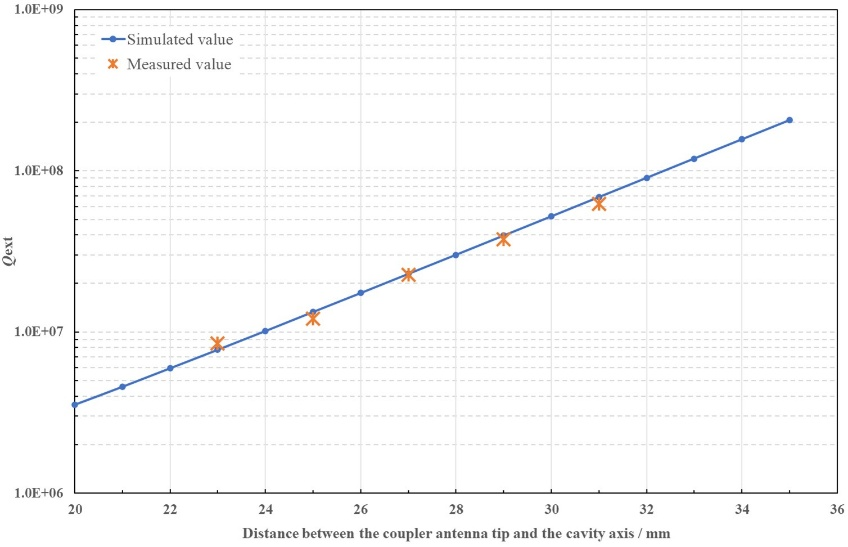 1.0E+09
Simulated value
Measured value
1.0E+08
Qext
1.0E+07
1.0E+06
20 22 24 26 28 30 32 34 36
Distance between the coupler antenna tip and the cavity axis / mm